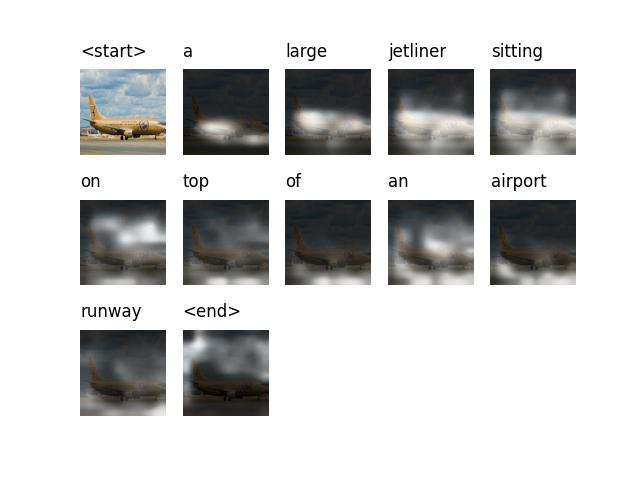 <start> a large jetliner sitting
on top of an airport
runway <end>